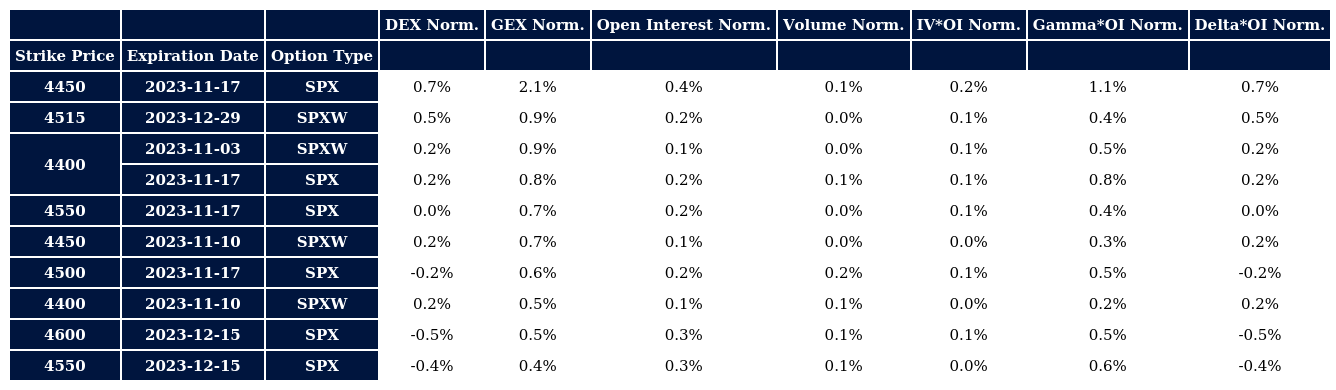 DEX Norm. GEX Norm. Open Interest Norm. Volume Norm. IV*OI Norm. Gamma*OI Norm. Delta*OI Norm.
Strike Price Expiration Date Option Type
4450 2023-11-17 SPX 0.7% 2.1% 0.4% 0.1% 0.2% 1.1% 0.7%
4515 2023-12-29 SPXW 0.5% 0.9% 0.2% 0.0% 0.1% 0.4% 0.5%
4400 2023-11-03 SPXW 0.2% 0.9% 0.1% 0.0% 0.1% 0.5% 0.2%
2023-11-17 SPX 0.2% 0.8% 0.2% 0.1% 0.1% 0.8% 0.2%
4550 2023-11-17 SPX 0.0% 0.7% 0.2% 0.0% 0.1% 0.4% 0.0%
4450 2023-11-10 SPXW 0.2% 0.7% 0.1% 0.0% 0.0% 0.3% 0.2%
4500 2023-11-17 SPX -0.2% 0.6% 0.2% 0.2% 0.1% 0.5% -0.2%
4400 2023-11-10 SPXW 0.2% 0.5% 0.1% 0.1% 0.0% 0.2% 0.2%
4600 2023-12-15 SPX -0.5% 0.5% 0.3% 0.1% 0.1% 0.5% -0.5%
4550 2023-12-15 SPX -0.4% 0.4% 0.3% 0.1% 0.0% 0.6% -0.4%